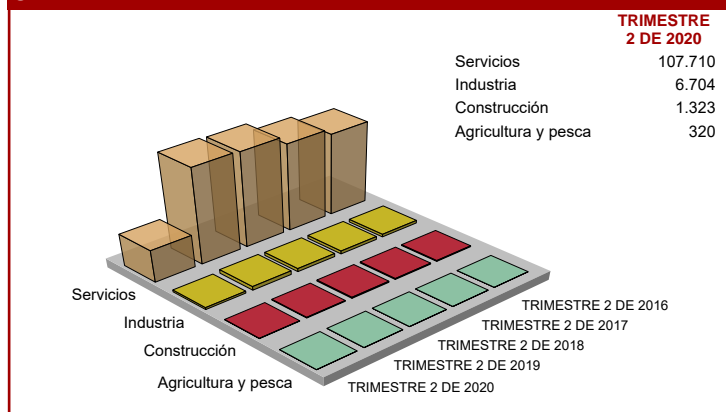 TRIMESTRE
2 DE 2020
Servicios 107.710
Industria 6.704
Construcción 1.323
Agricultura y pesca 320
Servicios
Industria
Construcción
Agricultura y pesca
TRIMESTRE 2 DE 2016
TRIMESTRE 2 DE 2017
TRIMESTRE 2 DE 2018
TRIMESTRE 2 DE 2019
TRIMESTRE 2 DE 2020